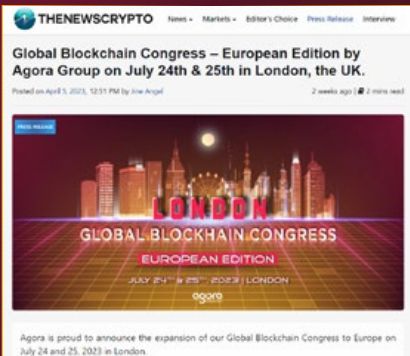 THENEWSCRYPTO
News Markets Editor's Choice Press Release Interview
Global Blockchain Congress – European Edition by
Agora Group on July 24th & 25th in London, the UK.
Posted on April 5, 2023, 12:51 PM by Joe Angel
2 weeks ago | 2 mins read
PRESS RELEASE
LONDON
GLOBAL BLOCKCHAIN CONGRESS
EUROPEAN EDITION
JULY 24TH & 25TH 2023 | LONDON
agora
Agora is proud to announce the expansion of our Global Blockchain Congress to Europe on
July 24 and 25, 2023 in London.